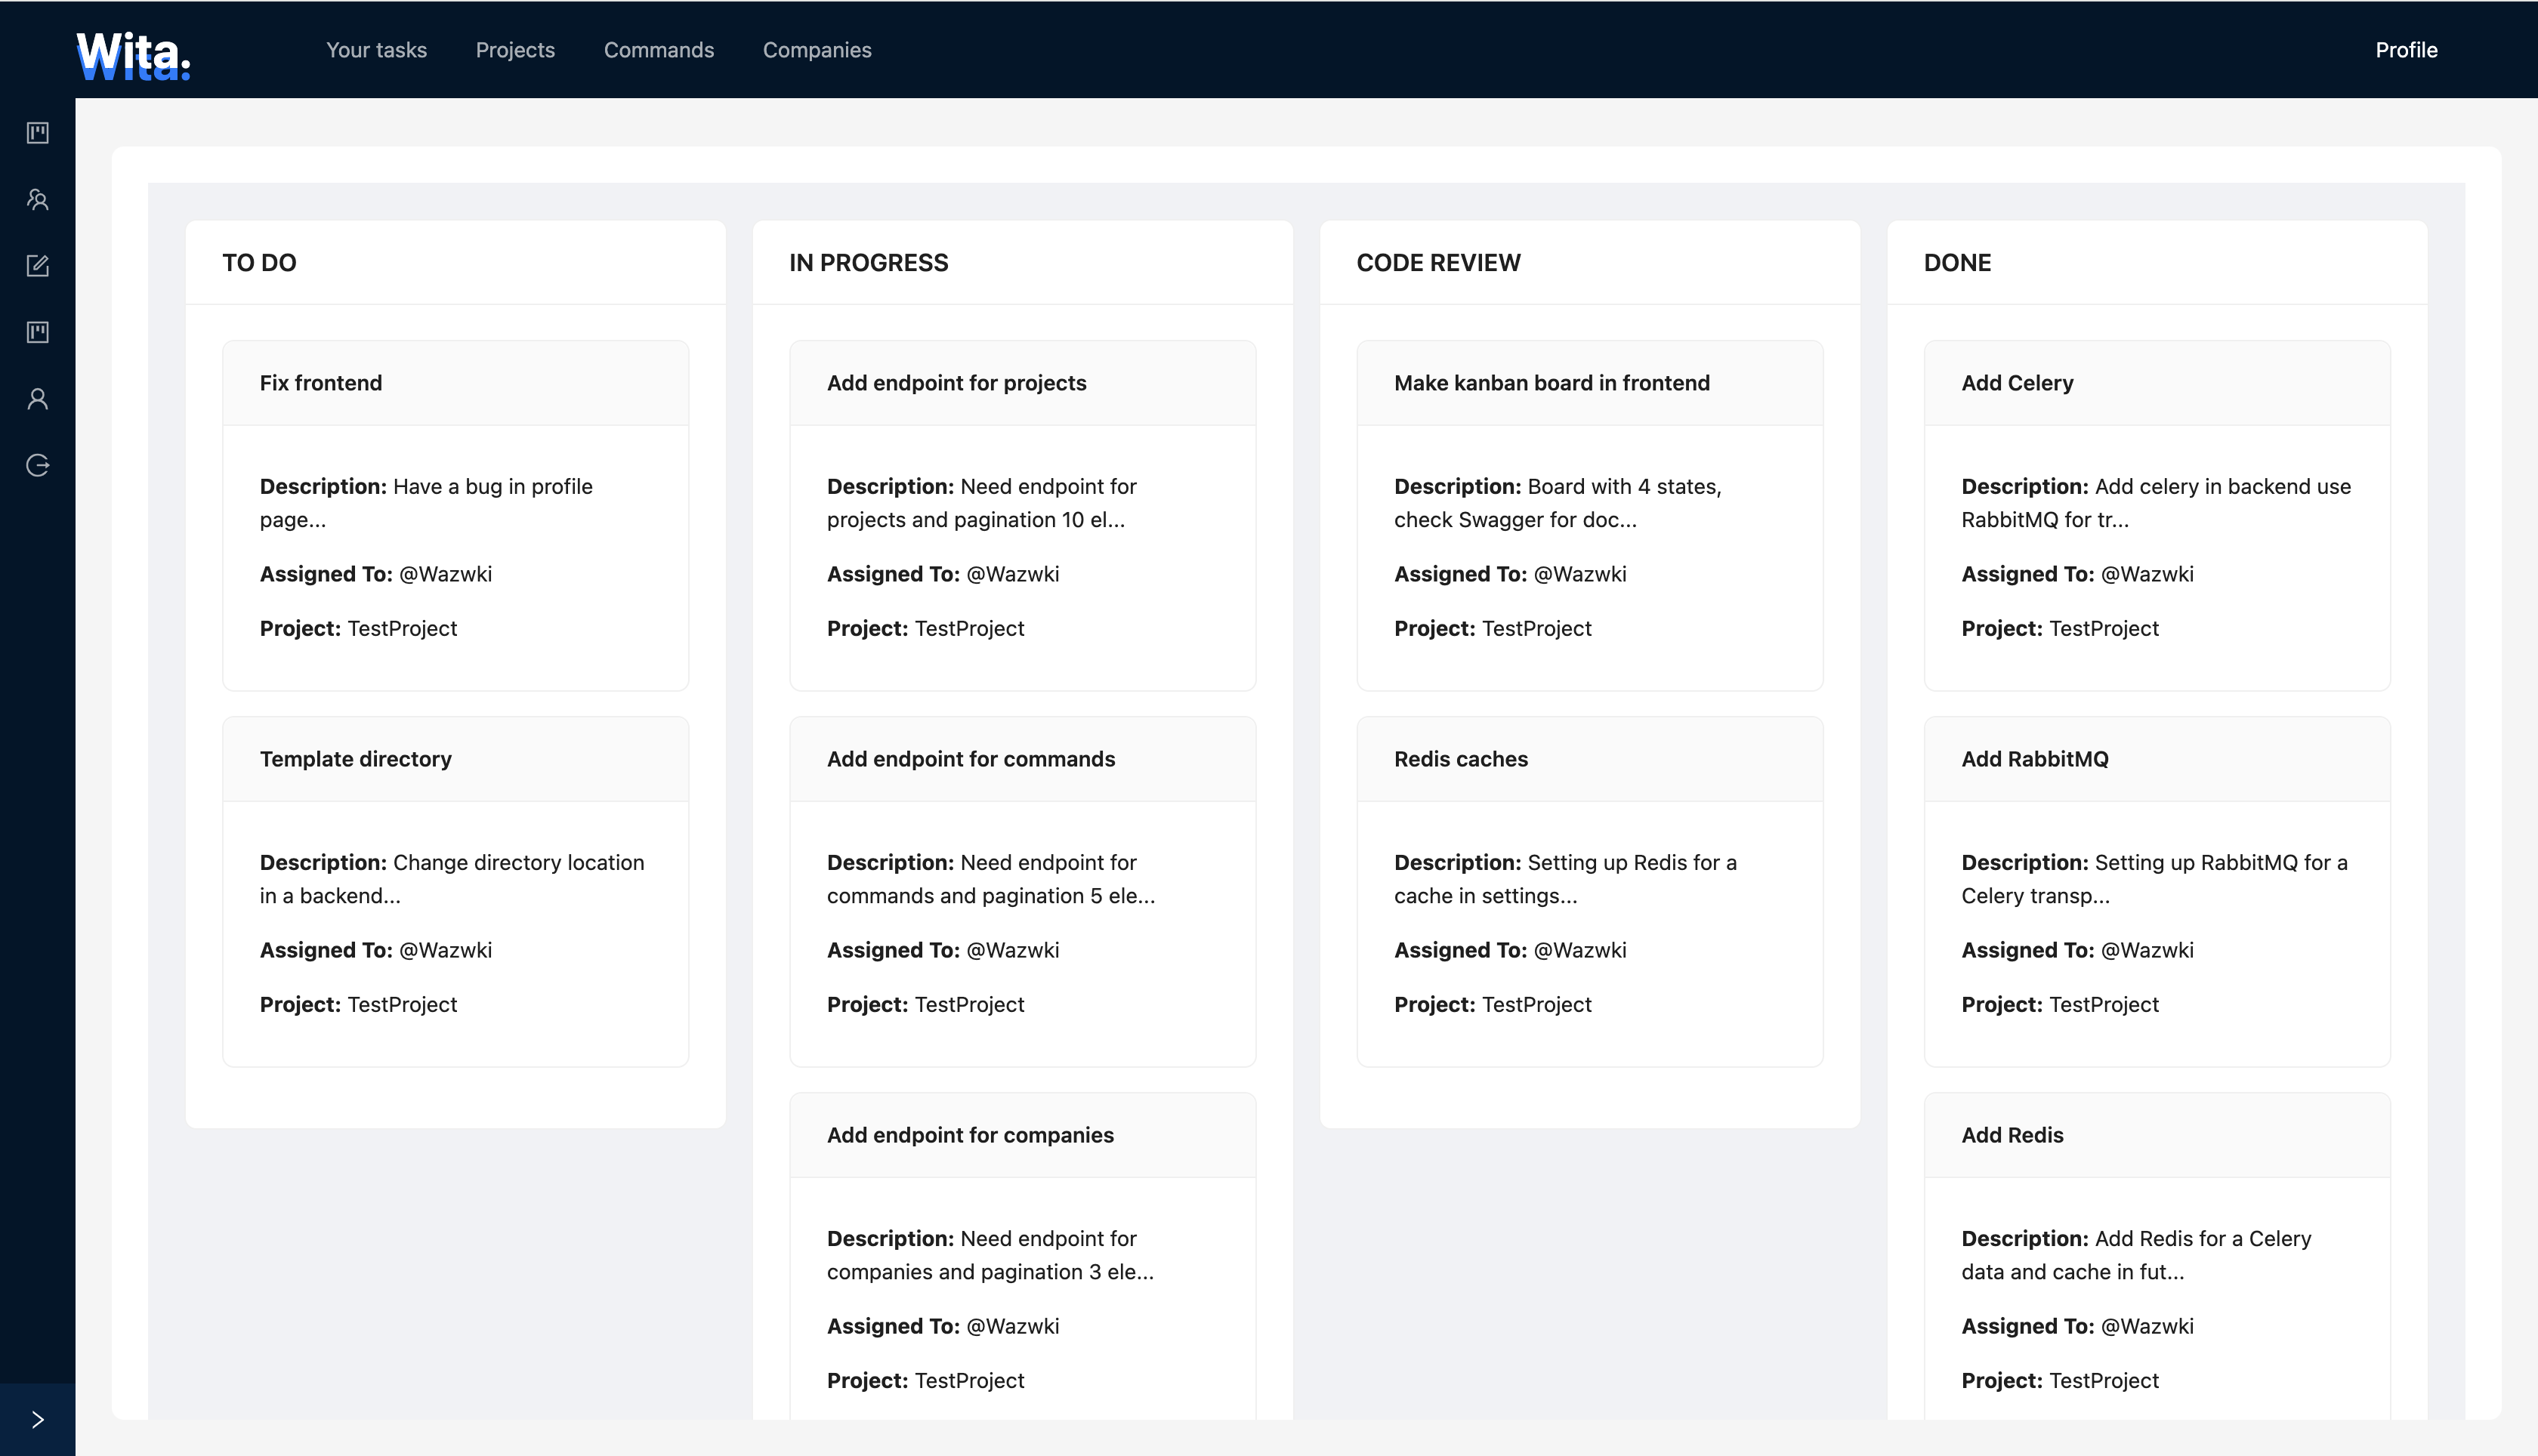 Wita.
Your tasks
Projects
Commands
Companies
Profile
TO DO
Fix frontend
Description: Have a bug in profile
page...
Assigned To: @Wazwki
Project: TestProject
Template directory
Description: Change directory location
in a backend...
Assigned To: @Wazwki
Project: TestProject
IN PROGRESS
Add endpoint for projects
Description: Need endpoint for
projects and pagination 10 el...
Assigned To: @Wazwki
Project: TestProject
Add endpoint for commands
Description: Need endpoint for
commands and pagination 5 ele...
Assigned To: @Wazwki
Project: TestProject
Add endpoint for companies
Description: Need endpoint for
companies and pagination 3 ele...
Assigned To: @Wazwki
Project: TestProject
CODE REVIEW
Make kanban board in frontend
Description: Board with 4 states,
check Swagger for doc...
Assigned To: @Wazwki
Project: TestProject
Redis caches
Description: Setting up Redis for a
cache in settings...
Assigned To: @Wazwki
Project: TestProject
DONE
Add Celery
Description: Add celery in backend use
RabbitMQ for tr...
Assigned To: @Wazwki
Project: TestProject
Add RabbitMQ
Description: Setting up RabbitMQ for a
Celery transp...
Assigned To: @Wazwki
Project: TestProject
Add Redis
Description: Add Redis for a Celery
data and cache in fut...
Assigned To: @Wazwki
Project: TestProject